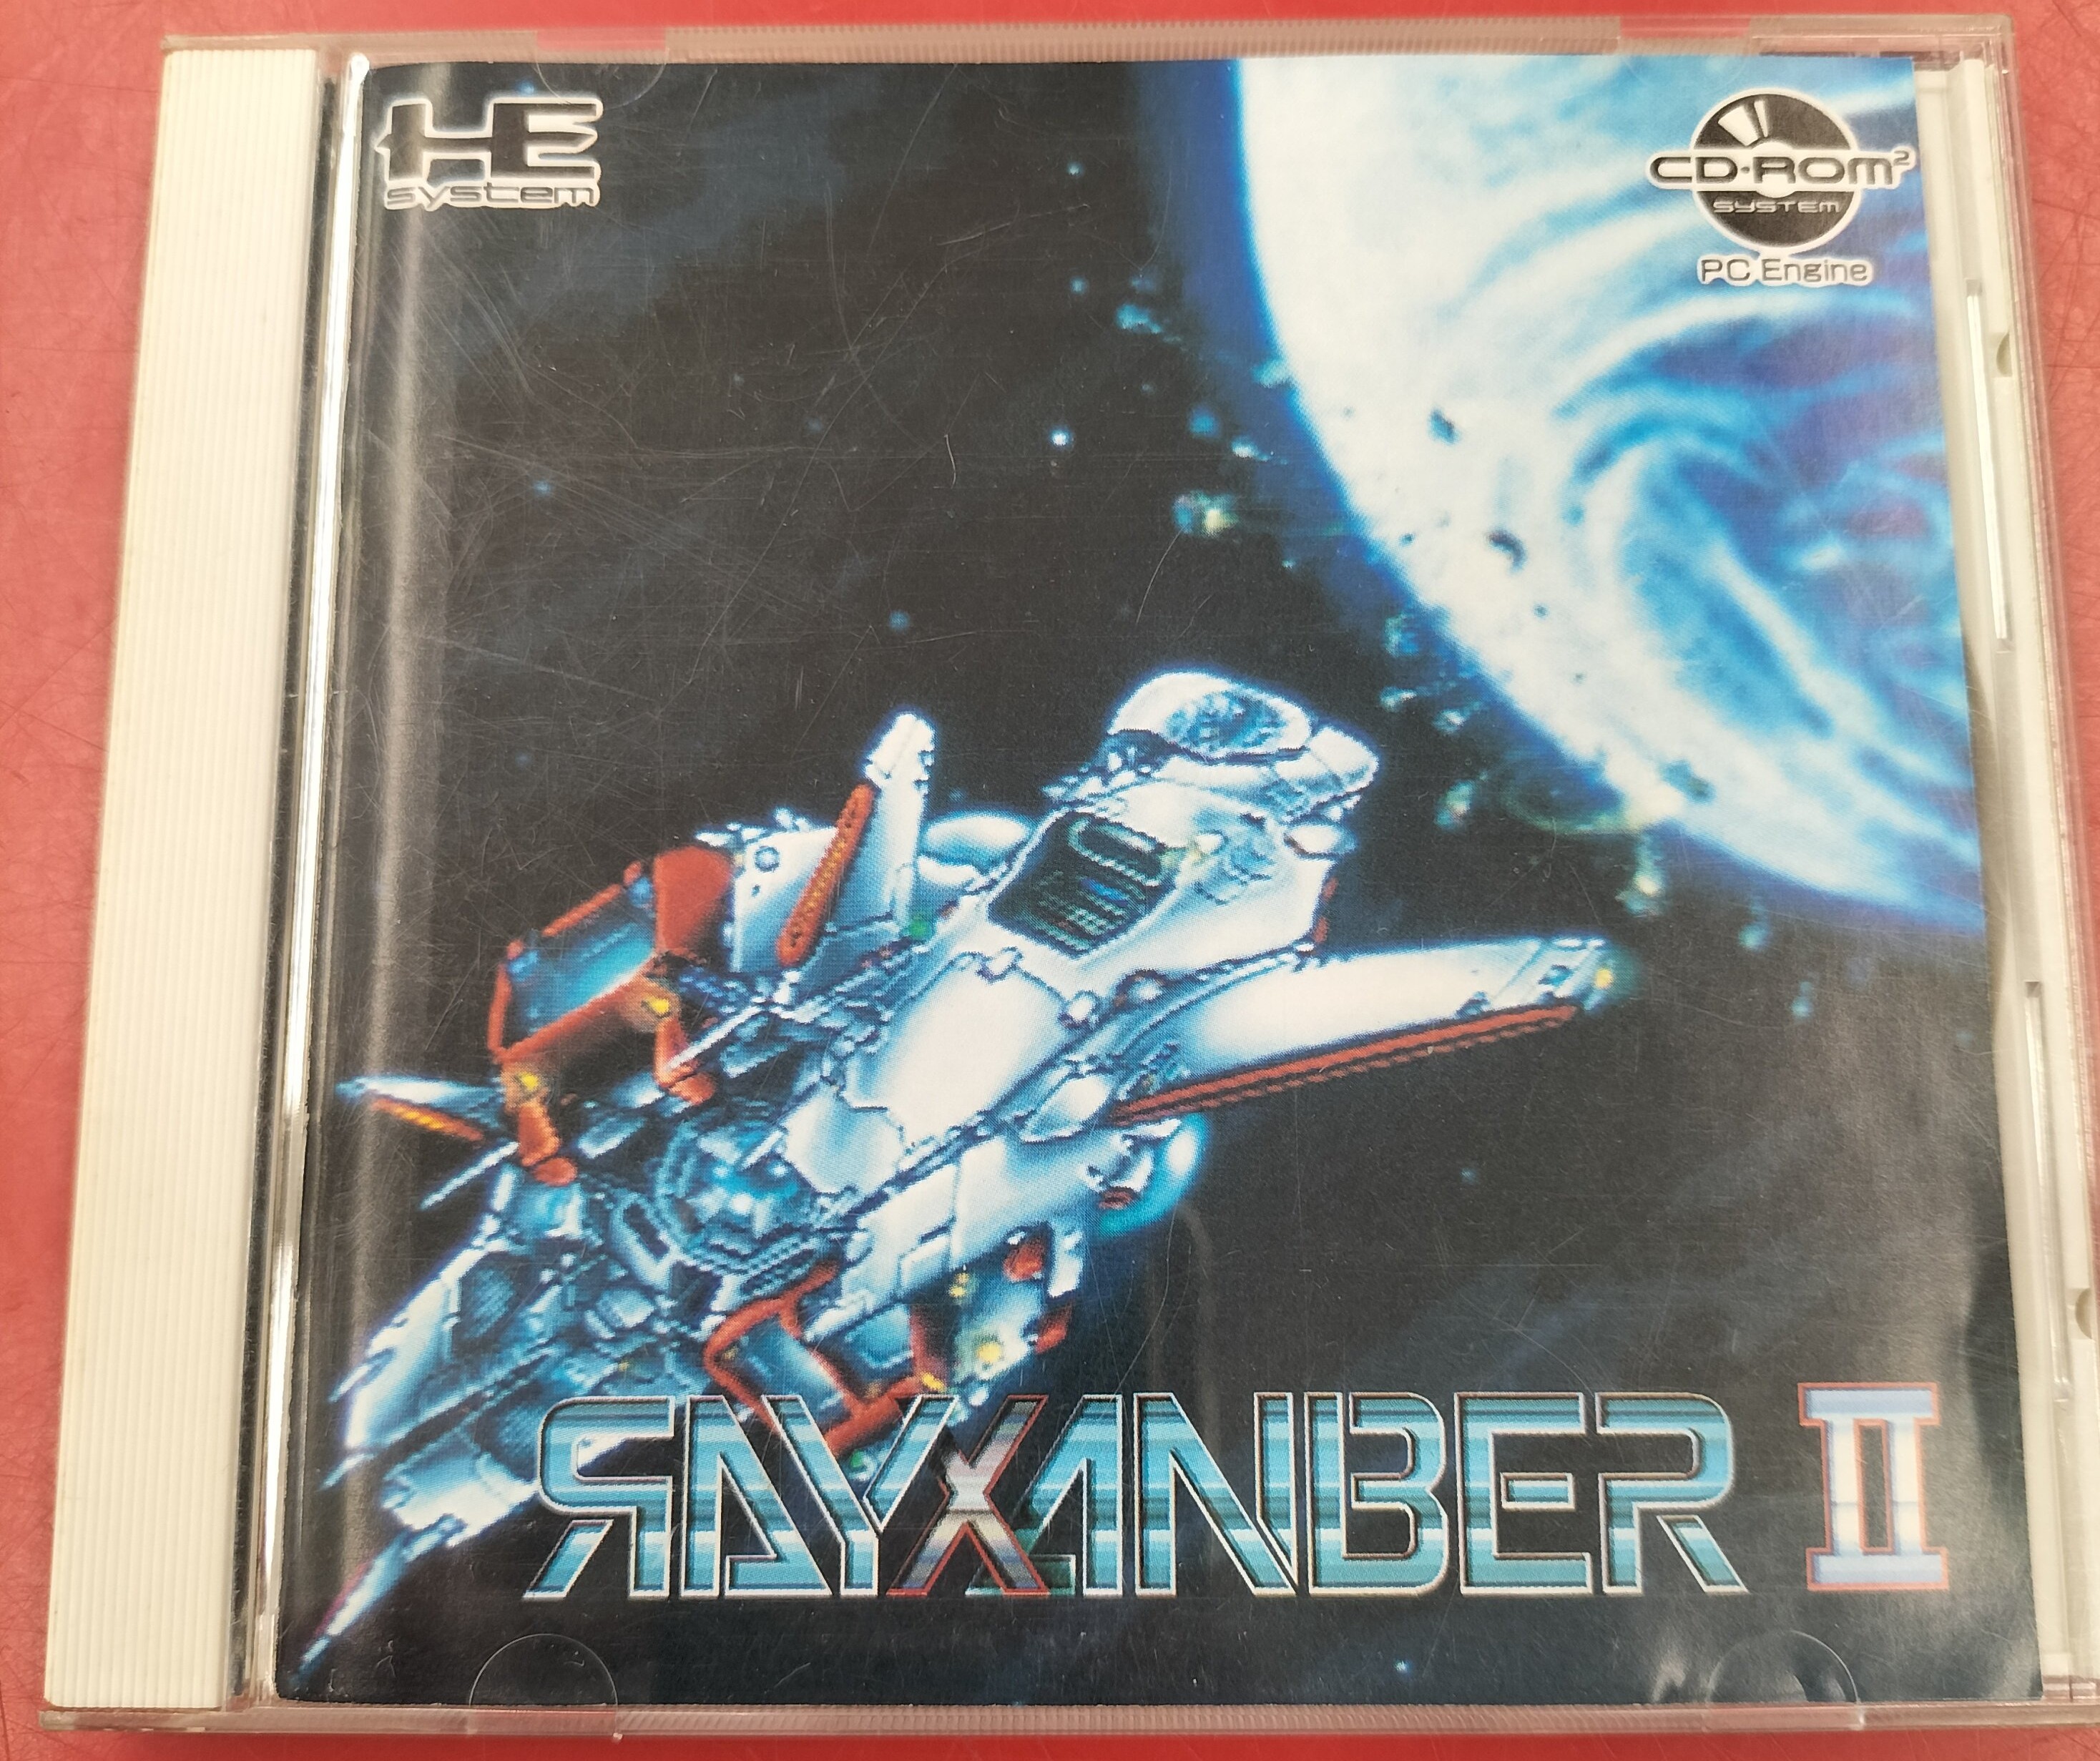 HE
system
CD-ROM²
SYSTEM
PC Engine
RAYXANBER II